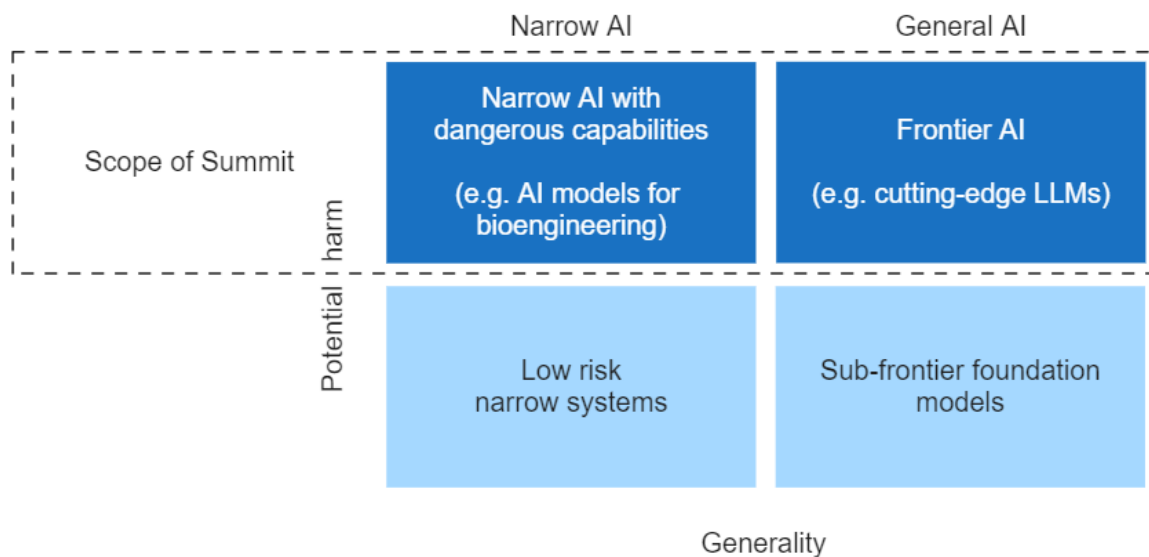 Narrow AI
General AI
Scope of Summit
Narrow AI with
dangerous capabilities
(e.g. AI models for
bioengineering)
Frontier AI
(e.g. cutting-edge LLMs)
Potential harm
Low risk
narrow systems
Sub-frontier foundation
models
Generality